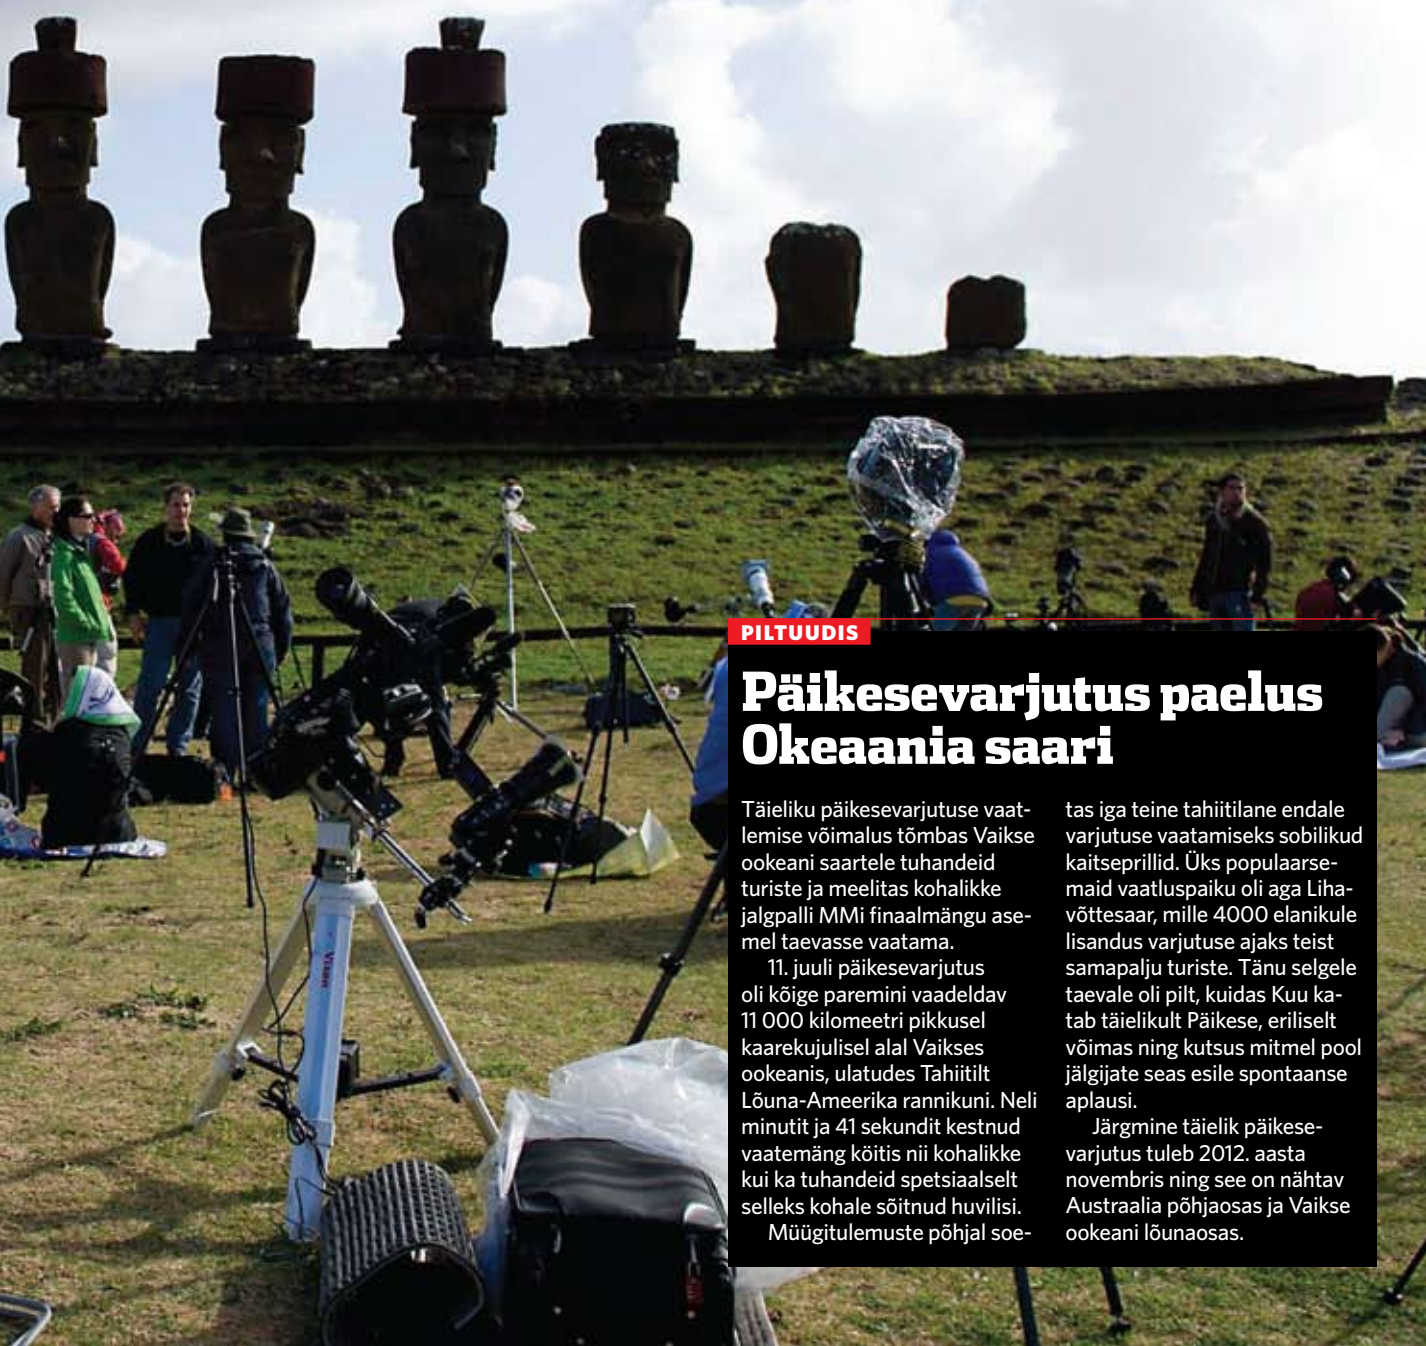 PILTUUDIS
Päikesevarjutus paelus
Okeaania saari
Täieliku päikesevarjutuse vaat-
lemise võimalus tõmbas Vaikse
ookeani saartele tuhandeid
turiste ja meelitas kohalikke
jalgpalli MMi finaalmängu ase-
mel taevasse vaatama.
11. juuli päikesevarjutus
oli kõige paremini vaadeldav
11 000 kilomeetri pikkusel
kaarekujulisel alal Vaikses
ookeanis, ulatudes Tahiitilt
Lõuna-Ameerika rannikuni. Neli
minutit ja 41 sekundit kestnud
vaatemäng köitis nii kohalikke
kui ka tuhandeid spetsiaalselt
selleks kohale sõitnud huvilisi.
Müügitulemuste põhjal soe-
tas iga teine tahiitilane endale
varjutuse vaatamiseks sobilikud
kaitseprillid. Üks populaarse-
maid vaatluspaiku oli aga Liha-
võttesaar, mille 4000 elanikule
lisandus varjutuse ajaks teist
samapalju turiste. Tänu selgele
taevale oli pilt, kuidas Kuu ka-
tab täielikult Päikese, eriliselt
võimas ning kutsus mitmel pool
jälgijate seas esile spontaanse
aplausi.
Järgmine täielik päikese-
varjutus tuleb 2012. aasta
novembris ning see on nähtav
Austraalia põhjaosas ja Vaikse
ookeani lõunaosas.
Vixen